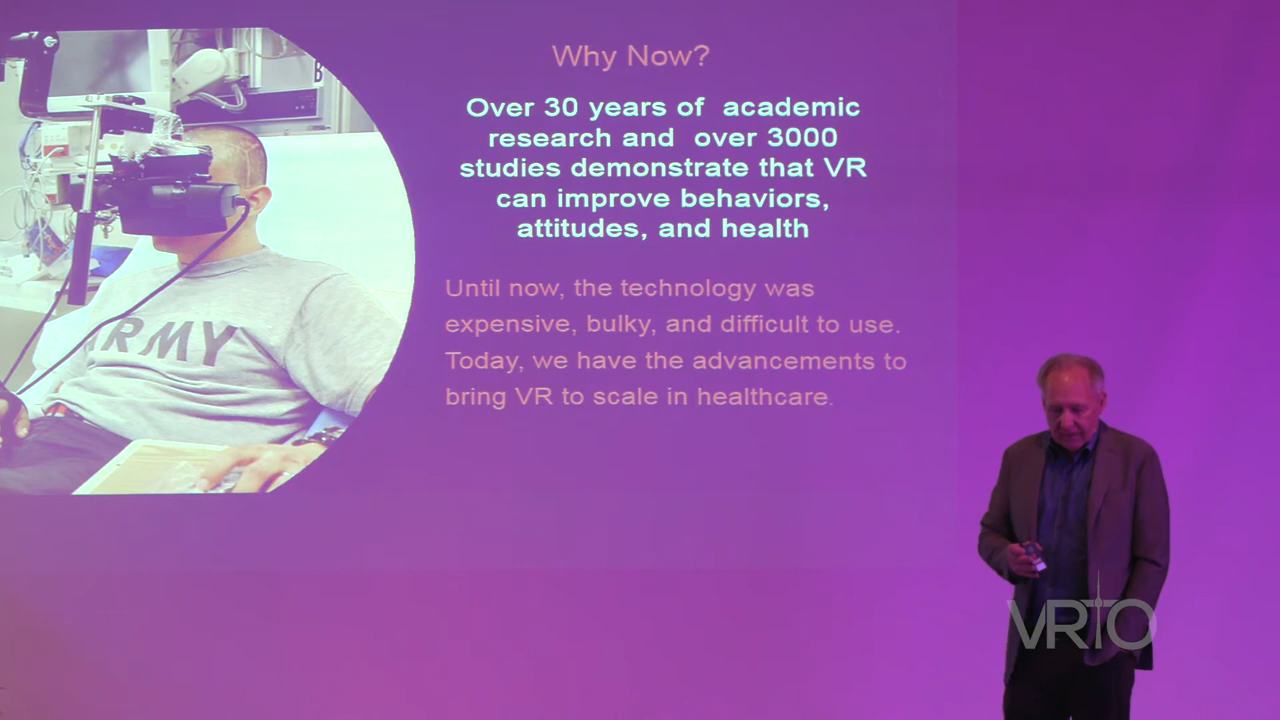 Why Now?
Over 30 years of academic
research and over 3000
studies demonstrate that VR
can improve behaviors,
attitudes, and health
Until now, the technology was
expensive, bulky, and difficult to use.
Today, we have the advancements to
bring VR to scale in healthcare.
B
ARMY
VRTO